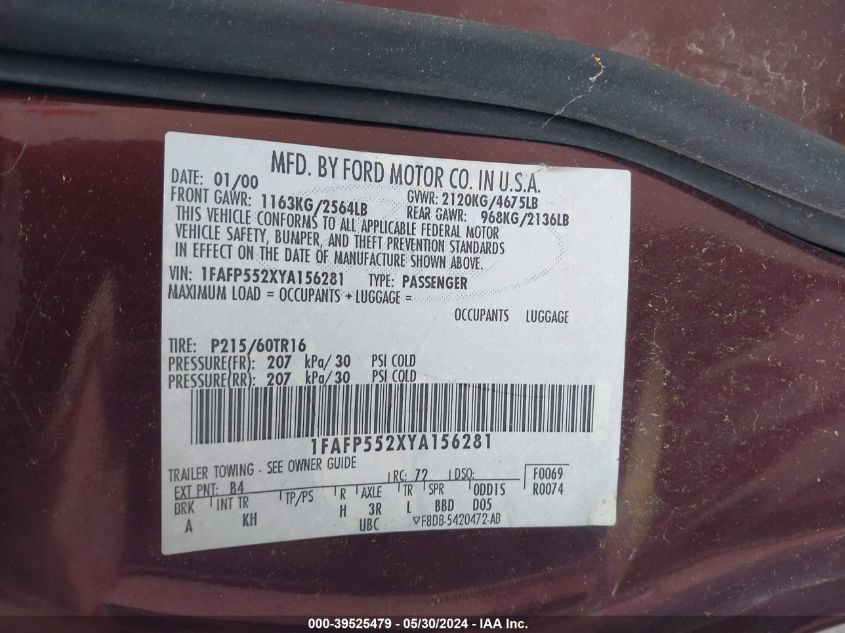 MFD. BY FORD MOTOR CO. IN U.S.A.
DATE: 01/00 GVWR: 2120KG/4675LB
FRONT GAWR: 1163KG/2564LB REAR GAWR: 968KG/2136LB
THIS VEHICLE CONFORMS TO ALL APPLICABLE FEDERAL MOTOR
VEHICLE SAFETY, BUMPER, AND THEFT PREVENTION STANDARDS
IN EFFECT ON THE DATE OF MANUFACTURE SHOWN ABOVE.
VIN: 1FAFP552XYA156281 TYPE: PASSENGER
MAXIMUM LOAD = OCCUPANTS + LUGGAGE =
OCCUPANTS LUGGAGE
TIRE: P215/60TR16
PRESSURE(FR): 207 kPa/30 PSI COLD
PRESSURE(RR): 207 kPa/30 PSI COLD
1FAFP552XYA156281
TRAILER TOWING - SEE OWNER GUIDE
EXT PNT: B4 RC: 72 DSO: F0069
BRK INT TR TP/PS R AXLE TR SPR ODD1S R0074
A KH H 3R L BBD D05
UBC ▽F8DB-5420472-AB
000-39525479 - 05/30/2024 - IAAI.com